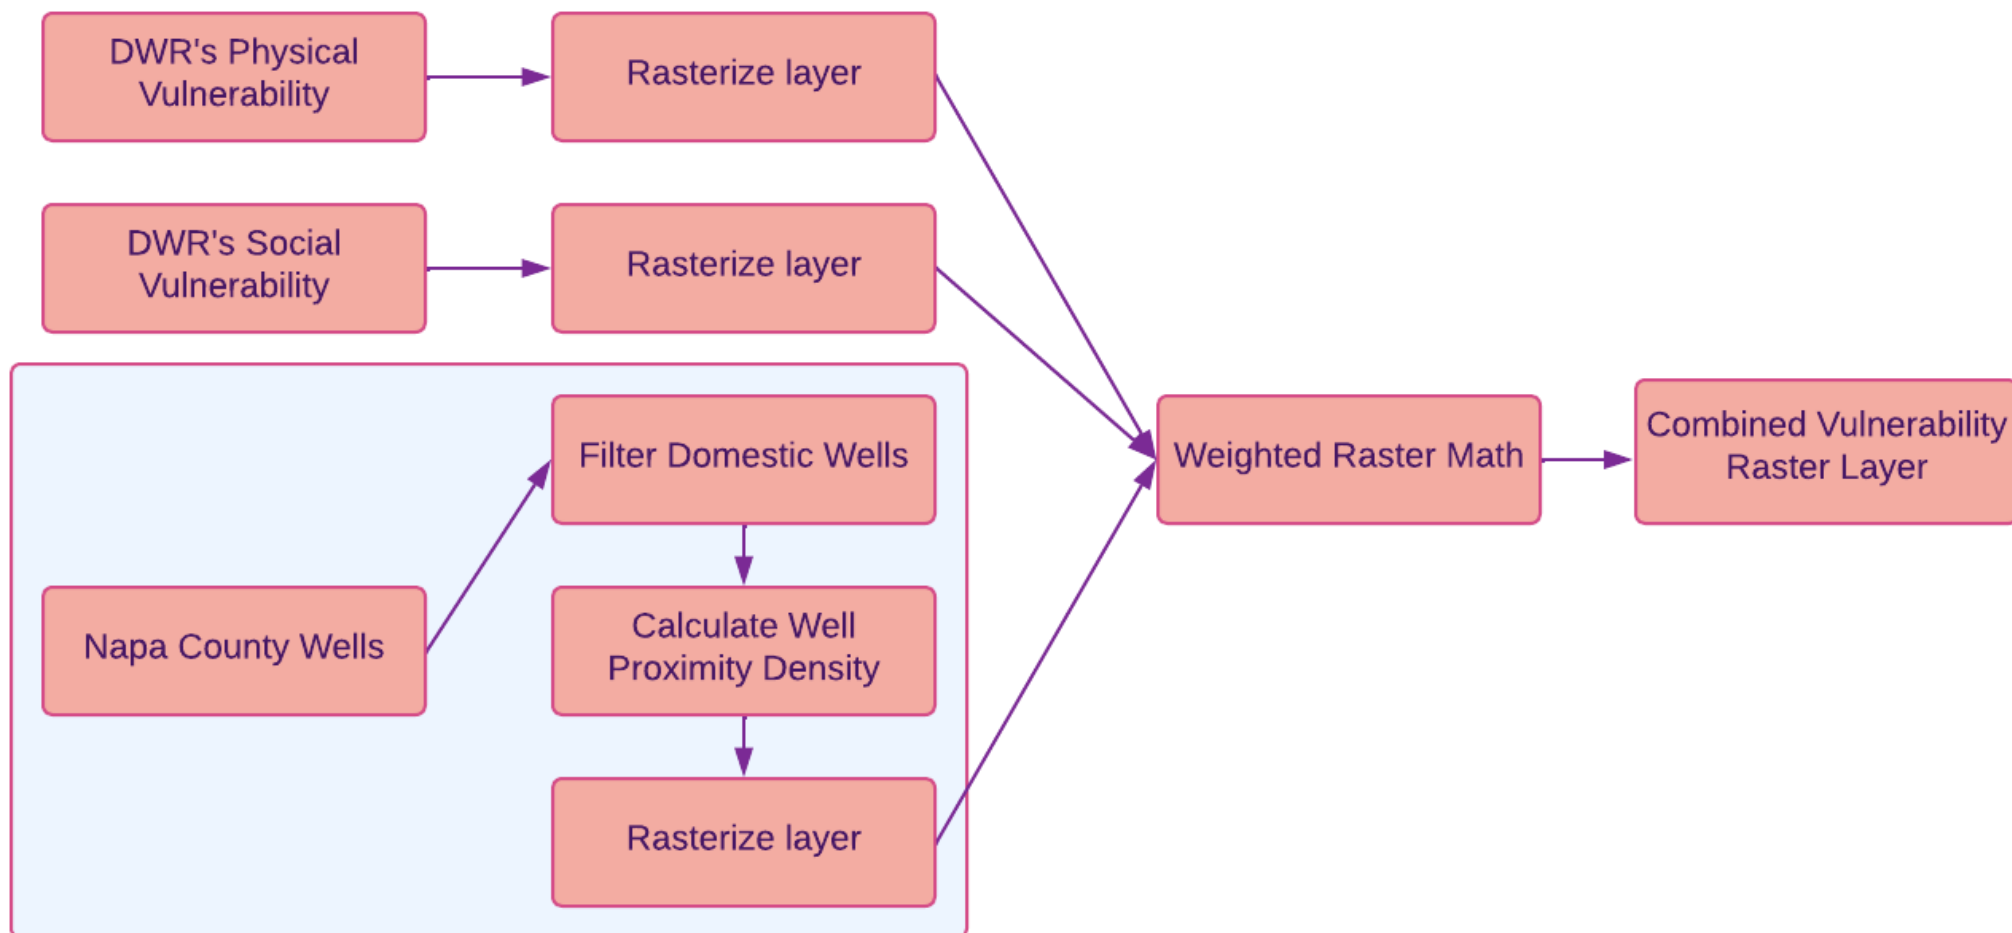 DWR's Physical
Vulnerability
Rasterize layer
DWR's Social
Vulnerability
Rasterize layer
Filter Domestic Wells
Napa County Wells
Calculate Well
Proximity Density
Rasterize layer
Weighted Raster Math
Combined Vulnerability
Raster Layer